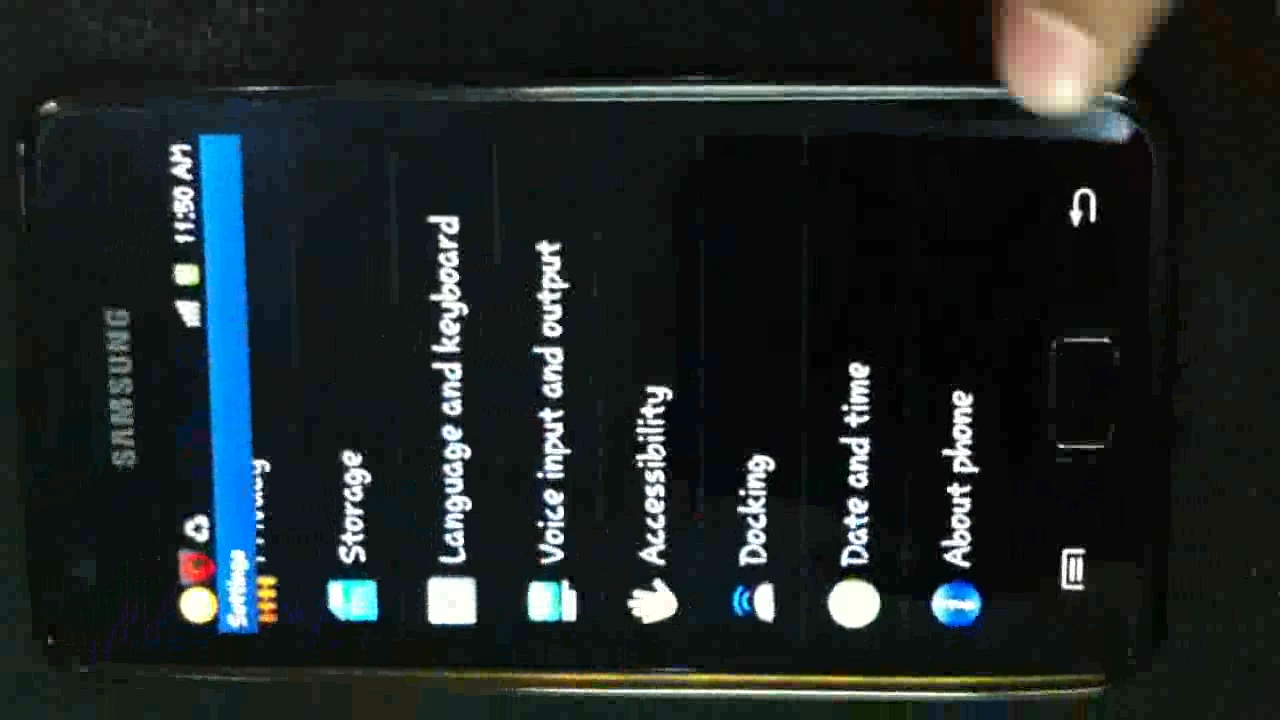 SAMSUNG
11:50 AM
Settings
Privacy
Storage
Language and keyboard
Voice input and output
Accessibility
Docking
Date and time
About phone